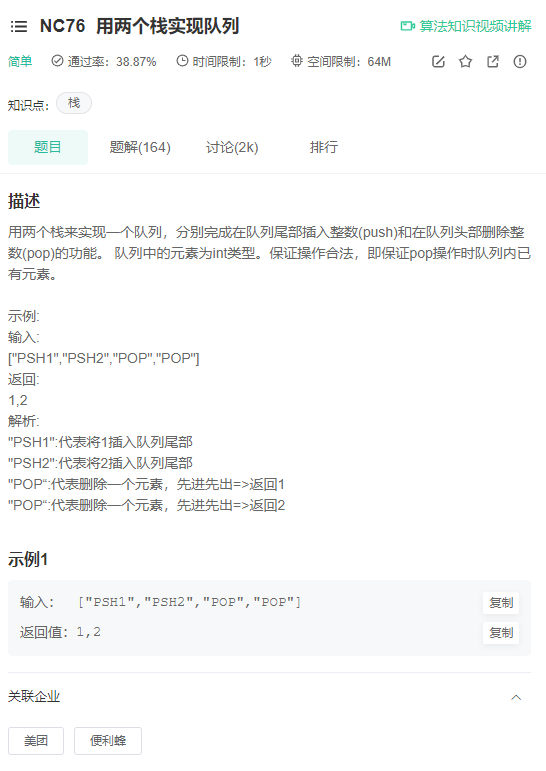 NC76 用两个栈实现队列 算法知识视频讲解
简单 通过率：38.87% 时间限制：1秒 空间限制：64M
知识点： 栈
题目 题解(164) 讨论(2k) 排行
描述
用两个栈来实现一个队列，分别完成在队列尾部插入整数(push)和在队列头部删除整
数(pop)的功能。 队列中的元素为int类型。保证操作合法，即保证pop操作时队列内已
有元素。
示例:
输入:
["PSH1","PSH2","POP","POP"]
返回:
1,2
解析:
"PSH1":代表将1插入队列尾部
"PSH2":代表将2插入队列尾部
"POP“:代表删除一个元素，先进先出=>返回1
"POP“:代表删除一个元素，先进先出=>返回2
示例1
输入： ["PSH1","PSH2","POP","POP"] 复制
返回值：1,2 复制
关联企业
美团 便利蜂